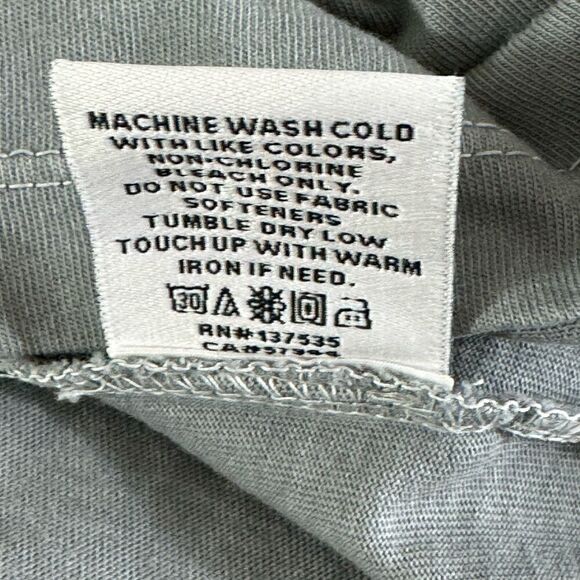 MACHINE WASH COLD
WITH LIKE COLORS,
NON-CHLORINE
BLEACH ONLY.
DO NOT USE FABRIC
SOFTENERS
TUMBLE DRY LOW
TOUCH UP WITH WARM
IRON IF NEED.
30
RN#137535